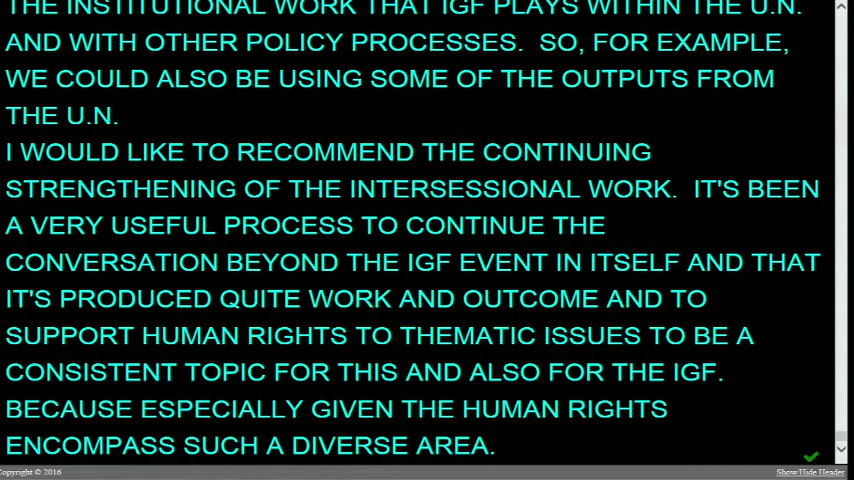 THE INSTITUTIONAL WORK THAT IGF PLAYS WITHIN THE U.N.
AND WITH OTHER POLICY PROCESSES.  SO, FOR EXAMPLE,
WE COULD ALSO BE USING SOME OF THE OUTPUTS FROM
THE U.N.
I WOULD LIKE TO RECOMMEND THE CONTINUING
STRENGTHENING OF THE INTERSESSIONAL WORK.  IT'S BEEN
A VERY USEFUL PROCESS TO CONTINUE THE
CONVERSATION BEYOND THE IGF EVENT IN ITSELF AND THAT
IT'S PRODUCED QUITE WORK AND OUTCOME AND TO
SUPPORT HUMAN RIGHTS TO THEMATIC ISSUES TO BE A
CONSISTENT TOPIC FOR THIS AND ALSO FOR THE IGF.
BECAUSE ESPECIALLY GIVEN THE HUMAN RIGHTS
ENCOMPASS SUCH A DIVERSE AREA.
Copyright © 2016
Show/Hide Header